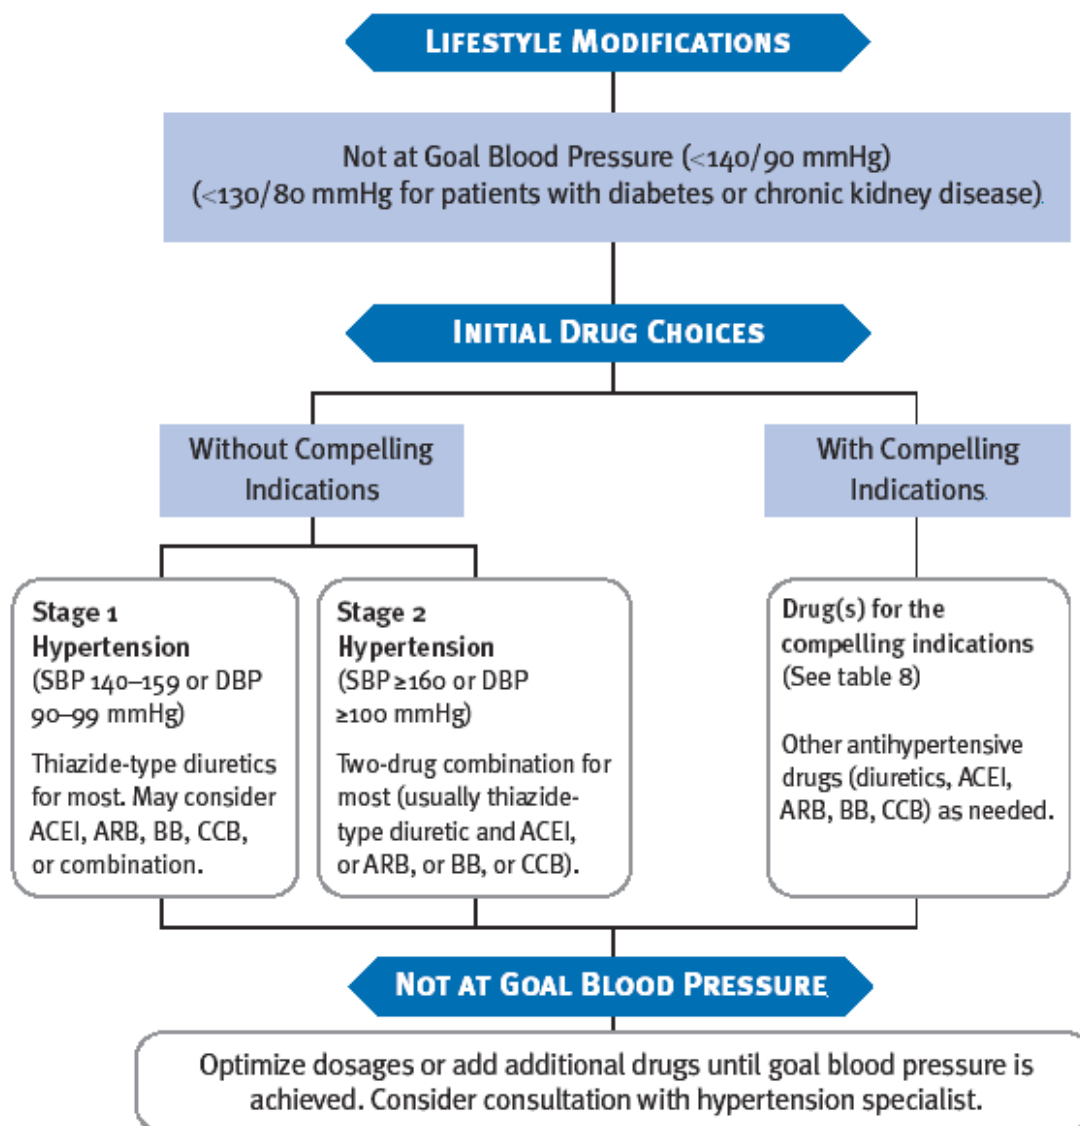 LIFESTYLE MODIFICATIONS
Not at Goal Blood Pressure (<140/90 mmHg)
(<130/80 mmHg for patients with diabetes or chronic kidney disease)
INITIAL DRUG CHOICES
Without Compelling
Indications
With Compelling
Indications
Stage 1
Hypertension
(SBP 140–159 or DBP
90–99 mmHg)
Thiazide-type diuretics
for most. May consider
ACEI, ARB, BB, CCB,
or combination.
Stage 2
Hypertension
(SBP ≥160 or DBP
≥100 mmHg)
Two-drug combination for
most (usually thiazide-
type diuretic and ACEI,
or ARB, or BB, or CCB).
Drug(s) for the
compelling indications
(See table 8)
Other antihypertensive
drugs (diuretics, ACEI,
ARB, BB, CCB) as needed.
NOT AT GOAL BLOOD PRESSURE
Optimize dosages or add additional drugs until goal blood pressure is
achieved. Consider consultation with hypertension specialist.